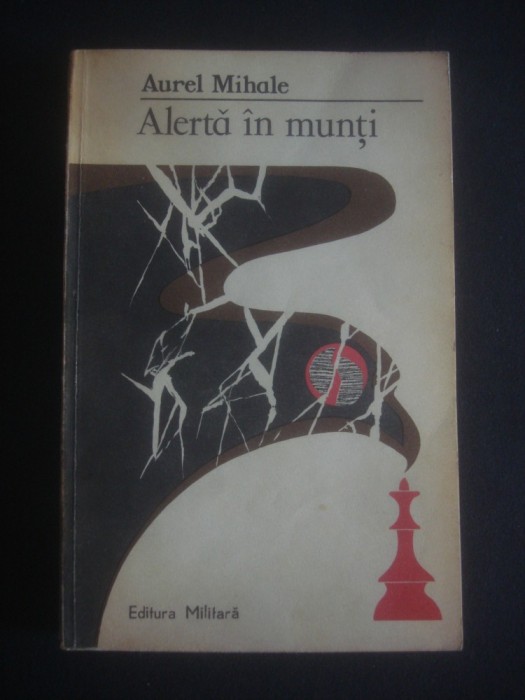 Aurel Mihale
Alertă în munți
Editura Militară